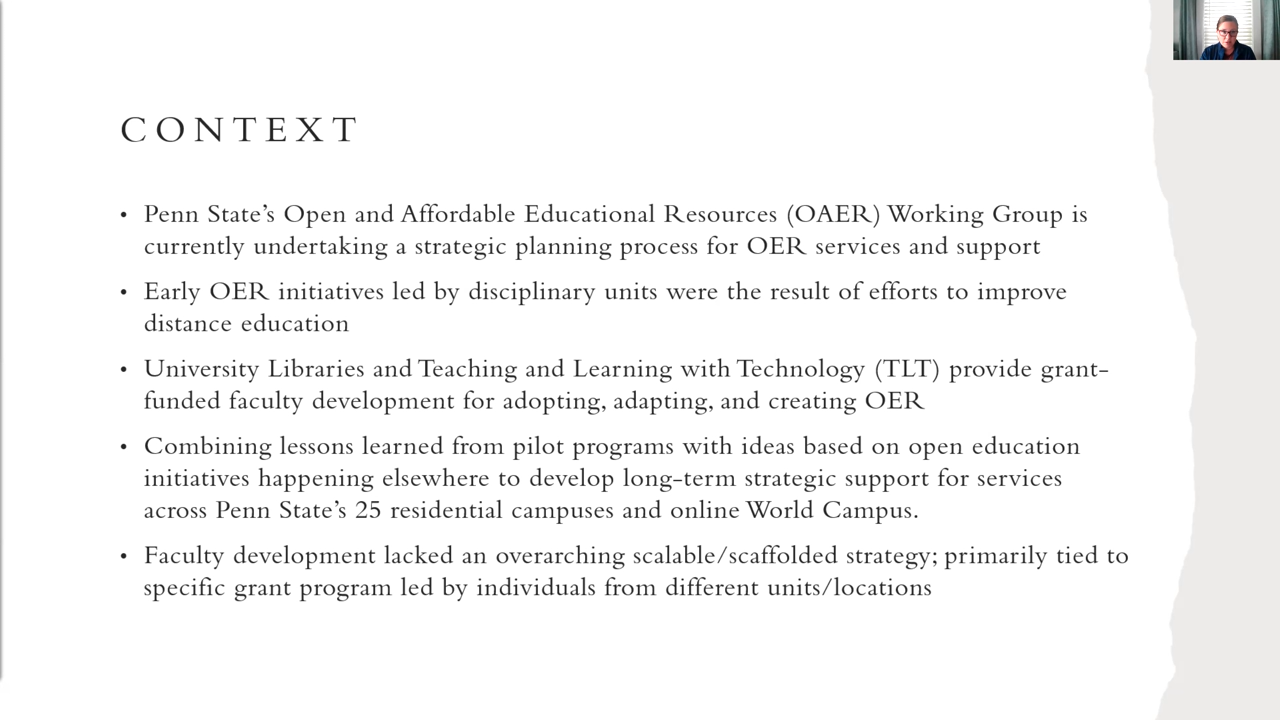 CONTEXT
• Penn State’s Open and Affordable Educational Resources (OAER) Working Group is
currently undertaking a strategic planning process for OER services and support
• Early OER initiatives led by disciplinary units were the result of efforts to improve
distance education
• University Libraries and Teaching and Learning with Technology (TLT) provide grant-
funded faculty development for adopting, adapting, and creating OER
• Combining lessons learned from pilot programs with ideas based on open education
initiatives happening elsewhere to develop long-term strategic support for services
across Penn State’s 25 residential campuses and online World Campus.
• Faculty development lacked an overarching scalable/scaffolded strategy; primarily tied to
specific grant program led by individuals from different units/locations